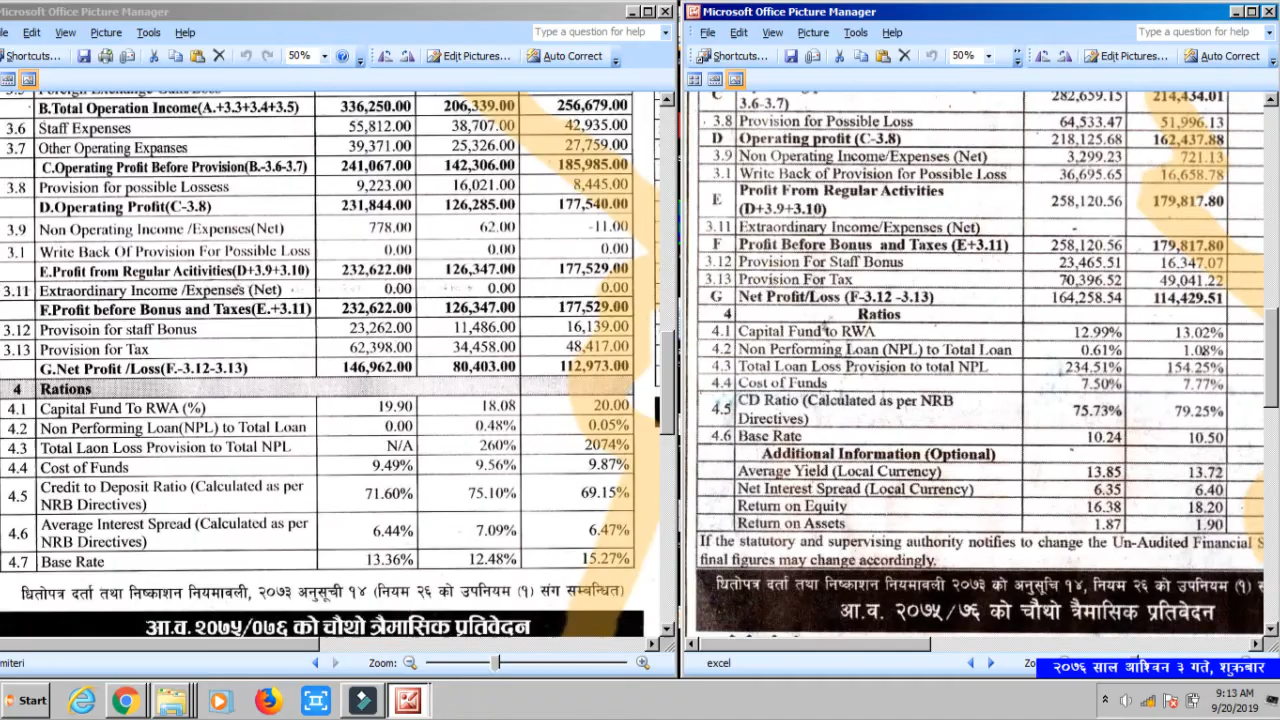 Microsoft Office Picture Manager
Edit View Picture Tools Help
Type a question for help
Shortcuts...
50%
Edit Pictures...
Auto Correct
B.Total Operation Income(A.+3.3+3.4+3.5) 336,250.00 206,339.00 256,679.00
3.6 Staff Expenses 55,812.00 38,707.00 42,935.00
3.7 Other Operating Expanses 39,371.00 25,326.00 27,759.00
C.Operating Profit Before Provision(B.-3.6-3.7) 241,067.00 142,306.00 185,985.00
3.8 Provision for possible Lossess 9,223.00 16,021.00 8,445.00
D.Operating Profit(C-3.8) 231,844.00 126,285.00 177,540.00
3.9 Non Operating Income /Expenses(Net) 778.00 62.00 -11.00
3.1 Write Back Of Provision For Possible Loss 0.00 0.00 0.00
E.Profit from Regular Acitivities(D+3.9+3.10) 232,622.00 126,347.00 177,529.00
3.11 Extraordinary Income /Expenses (Net) 0.00 0.00 0.00
F.Profit before Bonus and Taxes(E.+3.11) 232,622.00 126,347.00 177,529.00
3.12 Provisoin for staff Bonus 23,262.00 11,486.00 16,139.00
3.13 Provision for Tax 62,398.00 34,458.00 48,417.00
G.Net Profit /Loss(F.-3.12-3.13) 146,962.00 80,403.00 112,973.00
4 Rations
4.1 Capital Fund To RWA (%) 19.90 18.08 20.00
4.2 Non Performing Loan(NPL) to Total Loan 0.00 0.48% 0.05%
4.3 Total Laon Loss Provision to Total NPL N/A 260% 2074%
4.4 Cost of Funds 9.49% 9.56% 9.87%
4.5 Credit to Deposit Ratio (Calculated as per NRB Directives) 71.60% 75.10% 69.15%
4.6 Average Interest Spread (Calculated as per NRB Directives) 6.44% 7.09% 6.47%
4.7 Base Rate 13.36% 12.48% 15.27%
धितोपत्र दर्ता तथा निष्काशन नियमावली, २०७३ अनुसूची १४ (नियम २६ को उपनियम (१) संग सम्बन्धित)
आ.व.२०७५/०७६ को चौथो त्रैमासिक प्रतिवेदन
miteri
Zoom:
Microsoft Office Picture Manager
File Edit View Picture Tools Help
Type a question for help
Shortcuts...
50%
Edit Pictures...
Auto Correct
C 3.6-3.7) 282,659.15 214,434.01
3.8 Provision for Possible Loss 64,533.47 51,996.13
D Operating profit (C-3.8) 218,125.68 162,437.88
3.9 Non Operating Income/Expenses (Net) 3,299.23 721.13
3.1 Write Back of Provision for Possible Loss 36,695.65 16,658.78
E Profit From Regular Activities (D+3.9+3.10) 258,120.56 179,817.80
3.11 Extraordinary Income/Expenses (Net) -
F Profit Before Bonus and Taxes (E+3.11) 258,120.56 179,817.80
3.12 Provision For Staff Bonus 23,465.51 16,347.07
3.13 Provision For Tax 70,396.52 49,041.22
G Net Profit/Loss (F-3.12 -3.13) 164,258.54 114,429.51
4 Ratios
4.1 Capital Fund to RWA 12.99% 13.02%
4.2 Non Performing Loan (NPL) to Total Loan 0.61% 1.08%
4.3 Total Loan Loss Provision to total NPL 234.51% 154.25%
4.4 Cost of Funds 7.50% 7.77%
4.5 CD Ratio (Calculated as per NRB Directives) 75.73% 79.25%
4.6 Base Rate 10.24 10.50
Additional Information (Optional)
Average Yield (Local Currency) 13.85 13.72
Net Interest Spread (Local Currency) 6.35 6.40
Return on Equity 16.38 18.20
Return on Assets 1.87 1.90
If the statutory and supervising authority notifies to change the Un-Audited Financial S
final figures may change accordingly.
धितोपत्र दर्ता तथा निष्काशन नियमावली २०७३ को अनुसूचि १४, नियम २६ को उपनियम (१)
आ.व. २०७५/७६ को चौथो त्रैमासिक प्रतिवेदन
excel
२०७६ साल आश्विन ३ गते, शुक्रबार
Start
9:13 AM
9/20/2019